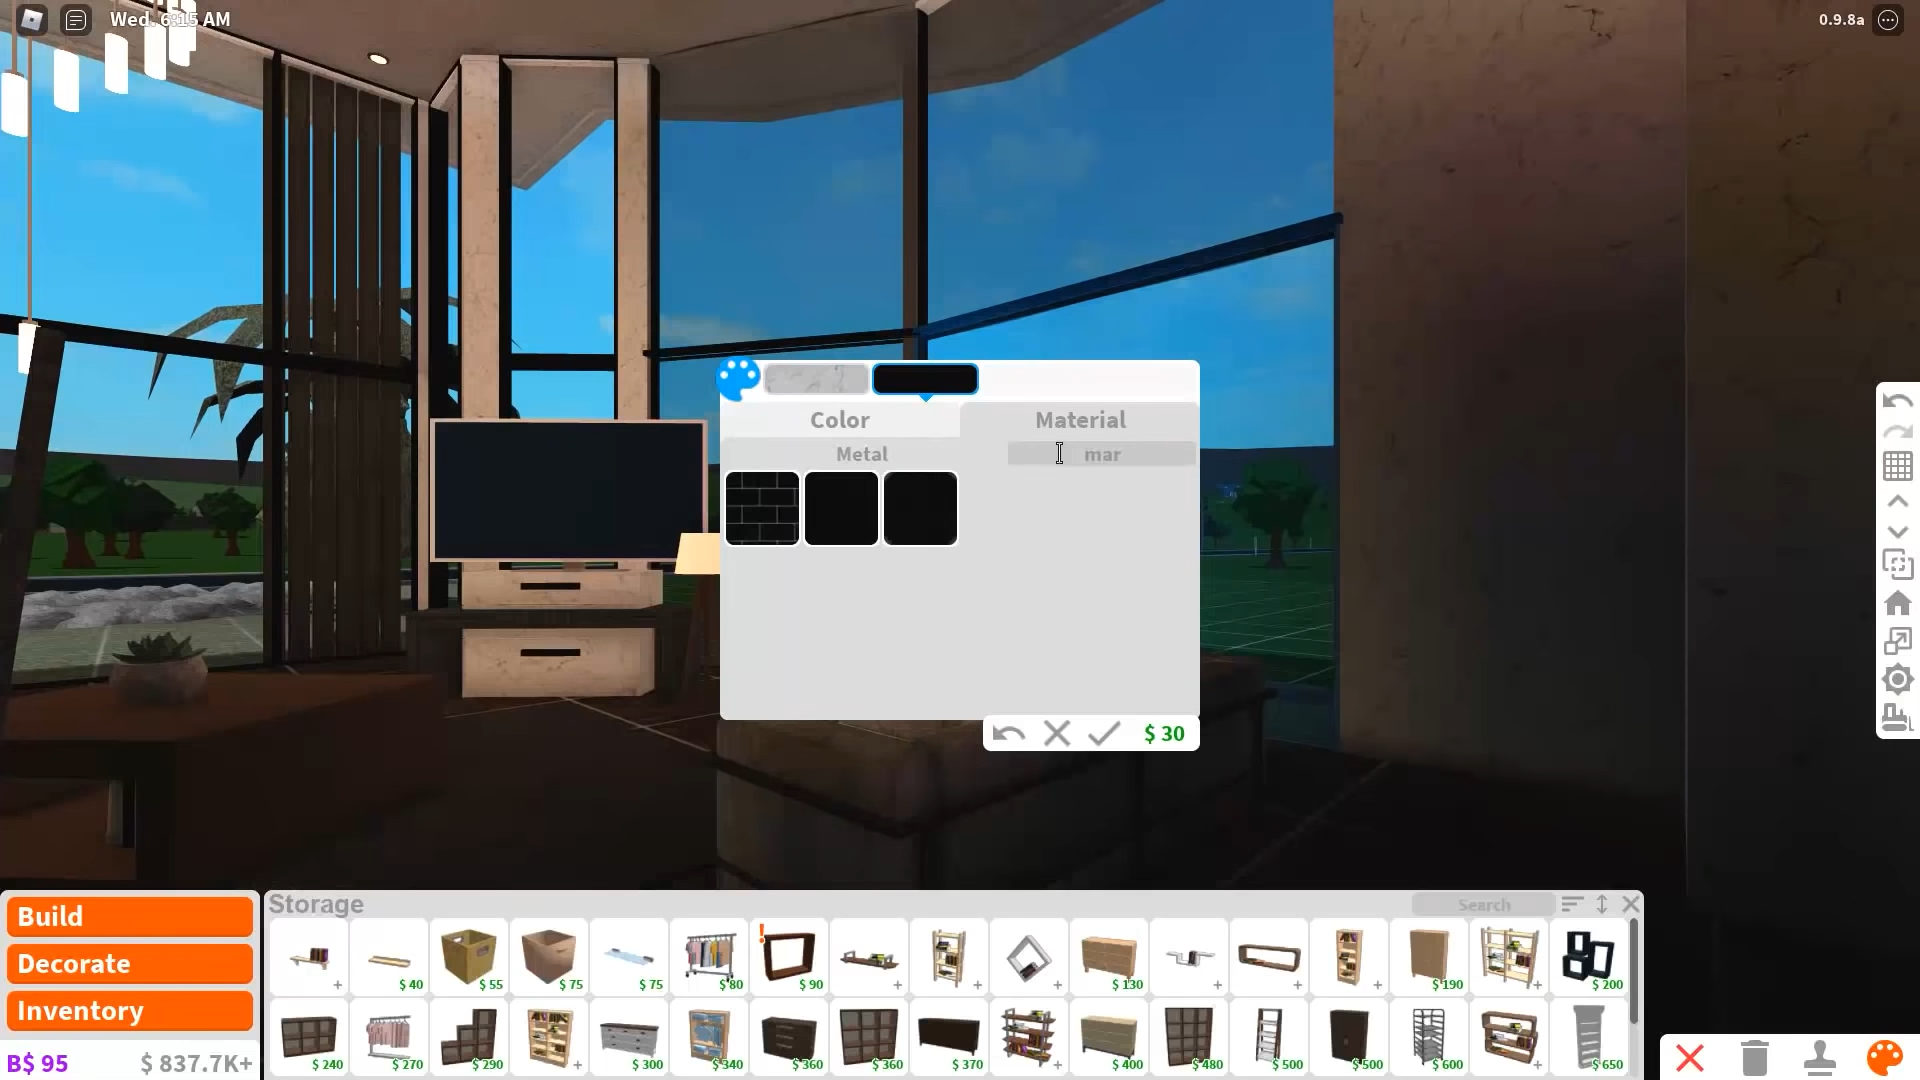 Wed. 6:15 AM
0.9.8a
Color
Material
Metal
mar
$ 30
Build
Decorate
Inventory
B$ 95
$ 837.7K+
Storage
Search
$ 40
$ 55
$ 75
$ 75
$ 80
$ 90
$ 130
$ 190
$ 200
$ 240
$ 270
$ 290
$ 300
$ 340
$ 360
$ 360
$ 370
$ 400
$ 480
$ 500
$ 500
$ 600
$ 650